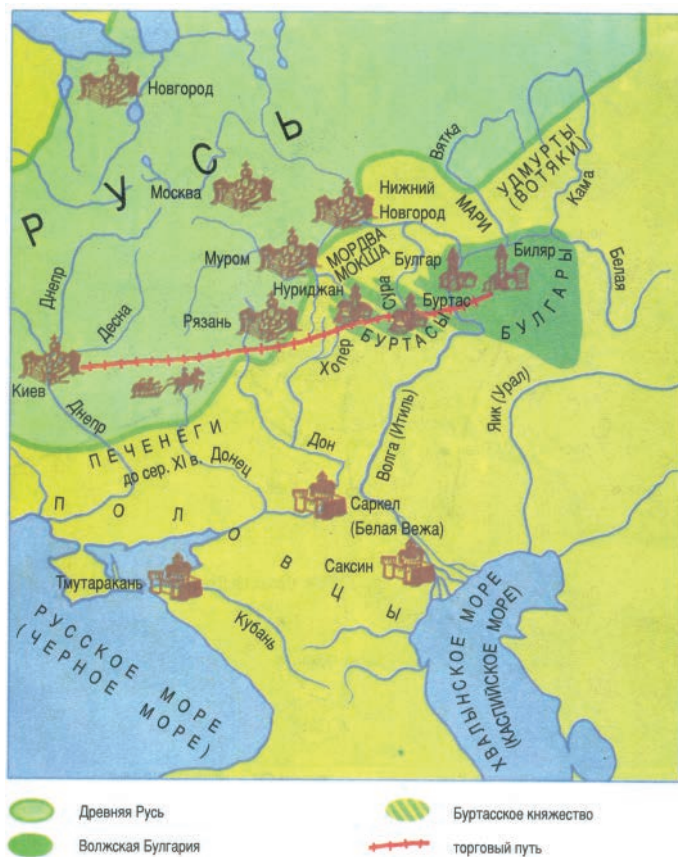 Новгород
РУСЬ
Москва
Нижний
Новгород
Вятка
УДМУРТЫ
(ВОТЯКИ)
Кама
МАРИ
Муром
МОРДВА
МОКША
Булгар
Биляр
Белая
Днепр
Десна
Рязань
Нуриджан
Сура
Буртас
БУРТАСЫ
БУЛГАРЫ
Киев
Хопер
Днепр
ПЕЧЕНЕГИ
до сер. XI в.
Донец
Дон
Волга (Итиль)
Яик (Урал)
ПОЛОВЦЫ
Саркел
(Белая Вежа)
Саксин
Тмутаракань
Кубань
РУССКОЕ МОРЕ
(ЧЕРНОЕ МОРЕ)
ХВАЛЫНСКОЕ МОРЕ
(КАСПИЙСКОЕ МОРЕ)
Древняя Русь
Буртасское княжество
Волжская Булгария
торговый путь